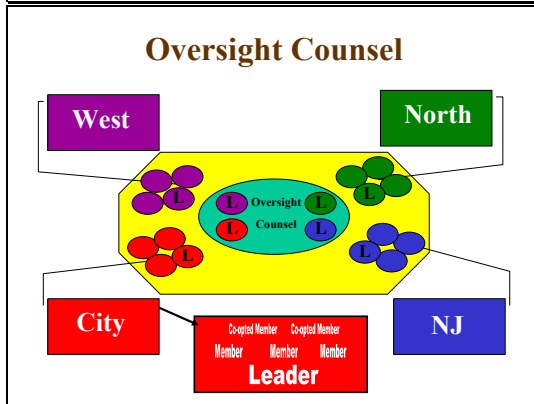 Oversight Counsel
West
North
L
L
L
Oversight
L
Counsel
L
L
L
L
City
NJ
Co-opted Member Co-opted Member
Member Member Member
Leader